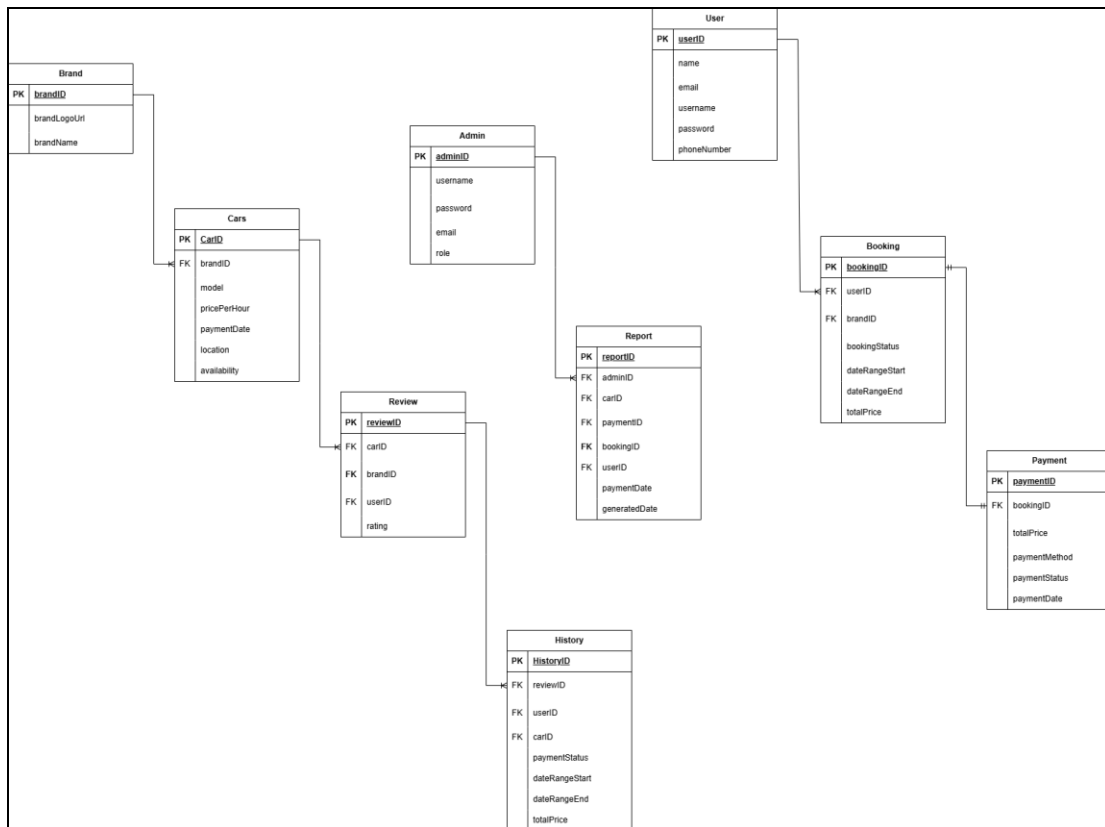 User
PK userID
name
email
username
password
phoneNumber
Brand
PK brandID
brandLogoUrl
brandName
Admin
PK adminID
username
password
email
role
Cars
PK CarID
FK brandID
model
pricePerHour
paymentDate
location
availability
Booking
PK bookingID
FK userID
FK brandID
bookingStatus
dateRangeStart
dateRangeEnd
totalPrice
Report
PK reportID
FK adminID
FK carID
FK paymentID
FK bookingID
FK userID
paymentDate
generatedDate
Review
PK reviewID
FK carID
FK brandID
FK userID
rating
Payment
PK paymentID
FK bookingID
totalPrice
paymentMethod
paymentStatus
paymentDate
History
PK HistoryID
FK reviewID
FK userID
FK carID
paymentStatus
dateRangeStart
dateRangeEnd
totalPrice